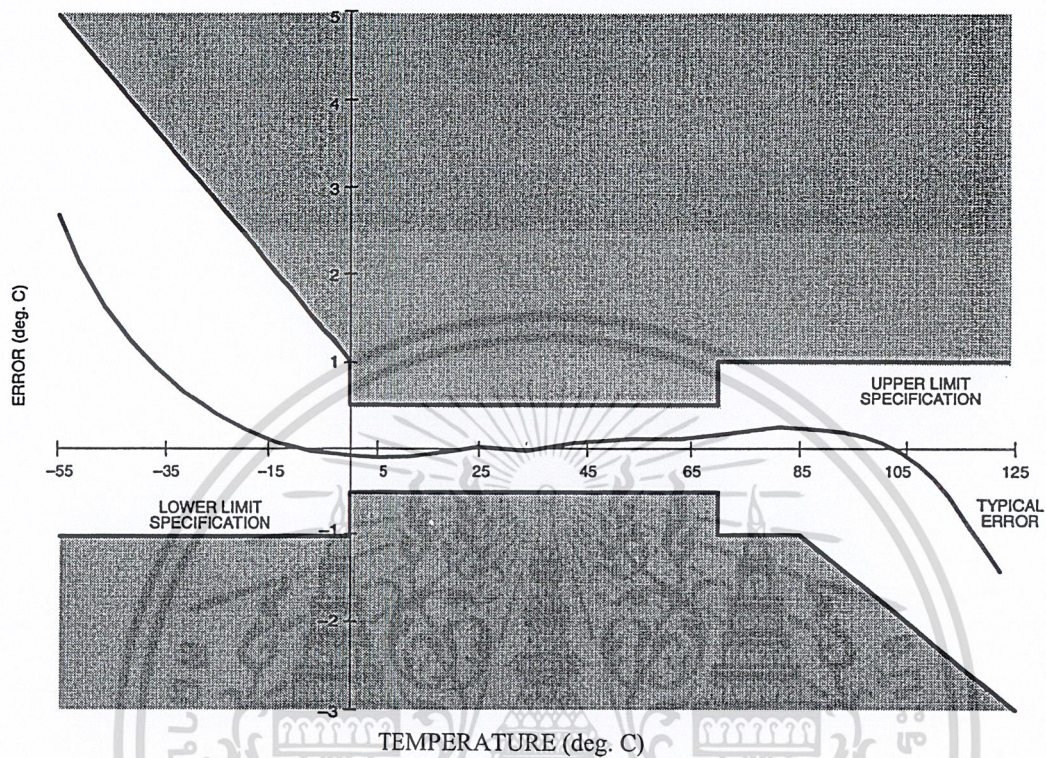 5
4
3
2
1
ERROR (deg. C)
UPPER LIMIT
SPECIFICATION
-55 -35 -15 5 25 45 65 85 105 125
LOWER LIMIT
SPECIFICATION
TYPICAL
ERROR
-1
-2
-3
TEMPERATURE (deg. C)